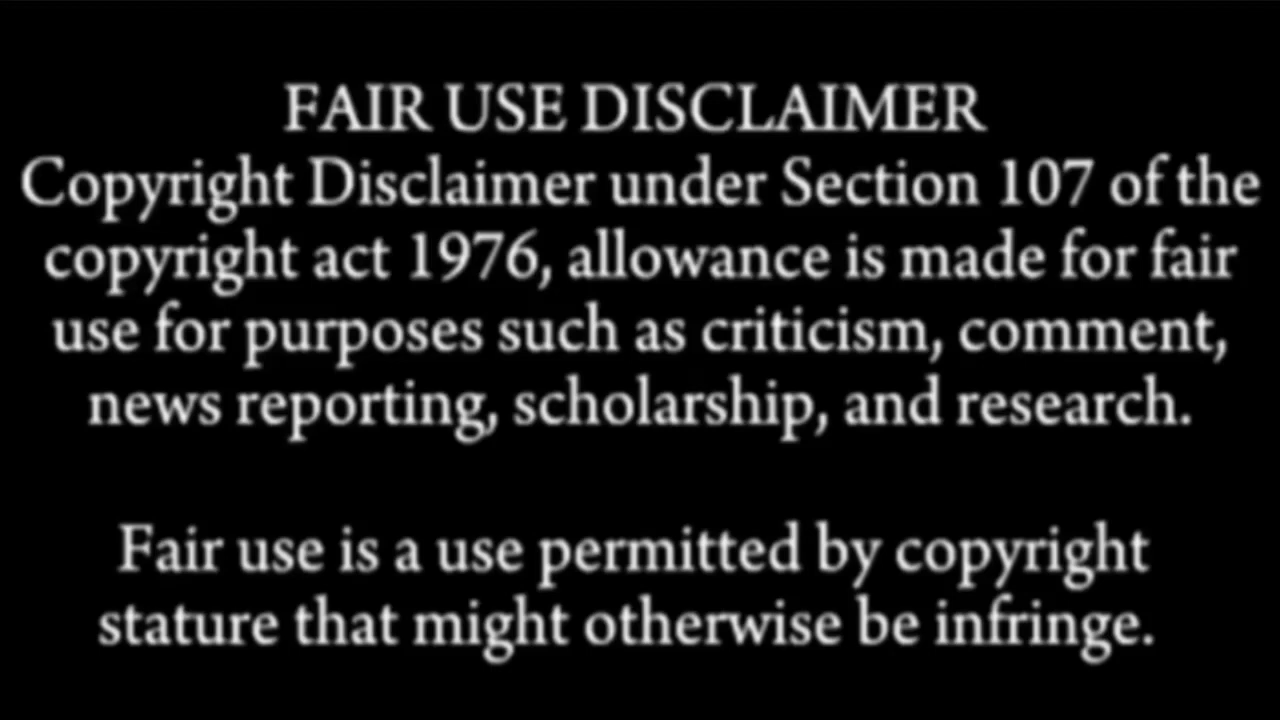 FAIR USE DISCLAIMER
Copyright Disclaimer under Section 107 of the
copyright act 1976, allowance is made for fair
use for purposes such as criticism, comment,
news reporting, scholarship, and research.
Fair use is a use permitted by copyright
stature that might otherwise be infringe.